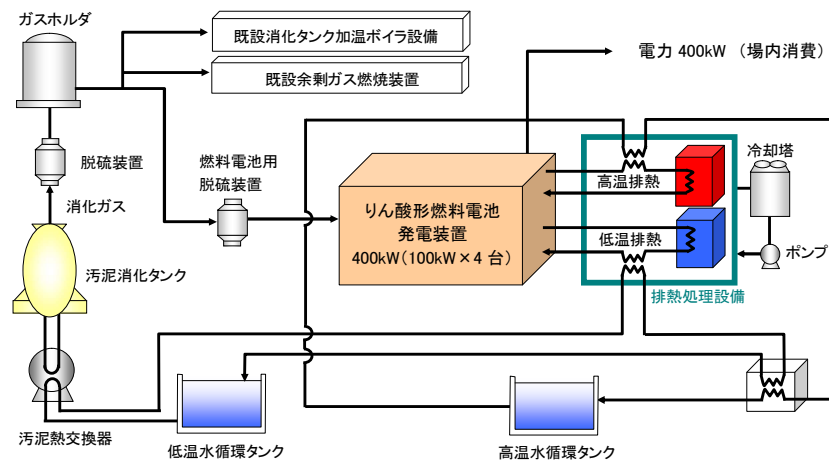 ガスホルダ
既設消化タンク加温ボイラ設備
既設余剰ガス燃焼装置
電力 400kW （場内消費）
脱硫装置
消化ガス
燃料電池用
脱硫装置
りん酸形燃料電池
発電装置
400kW（100kW×4 台）
高温排熱
低温排熱
冷却塔
ポンプ
排熱処理設備
汚泥消化タンク
汚泥熱交換器
低温水循環タンク
高温水循環タンク